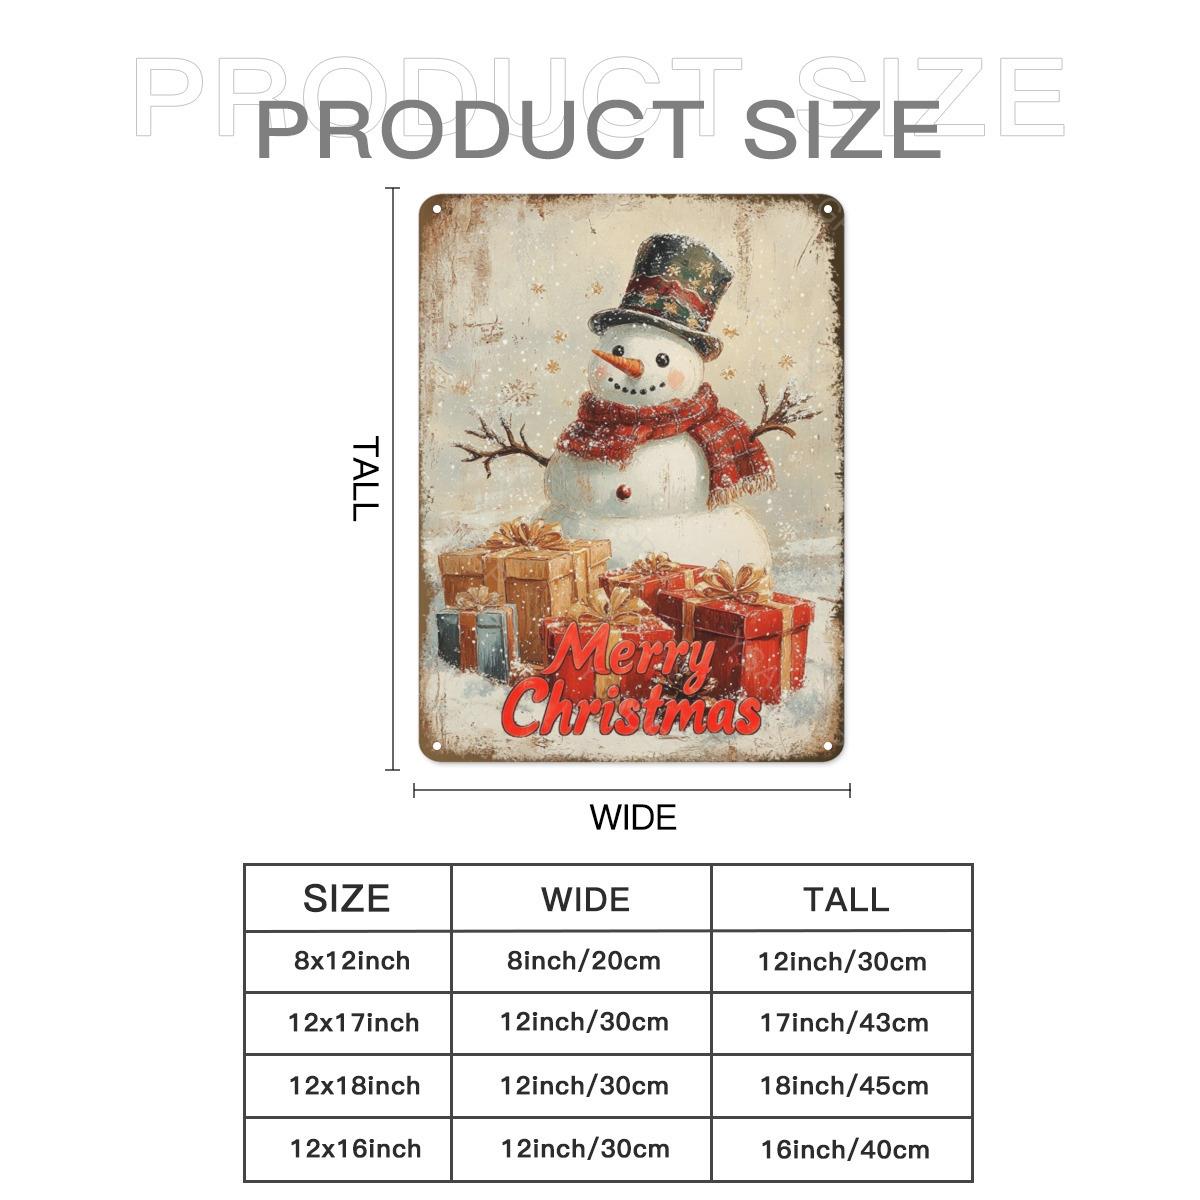 PRODUCT SIZE
PRODUCT SIZE
TALL
Merry
Christmas
WIDE
SIZE WIDE TALL
8x12inch 8inch/20cm 12inch/30cm
12x17inch 12inch/30cm 17inch/43cm
12x18inch 12inch/30cm 18inch/45cm
12x16inch 12inch/30cm 16inch/40cm